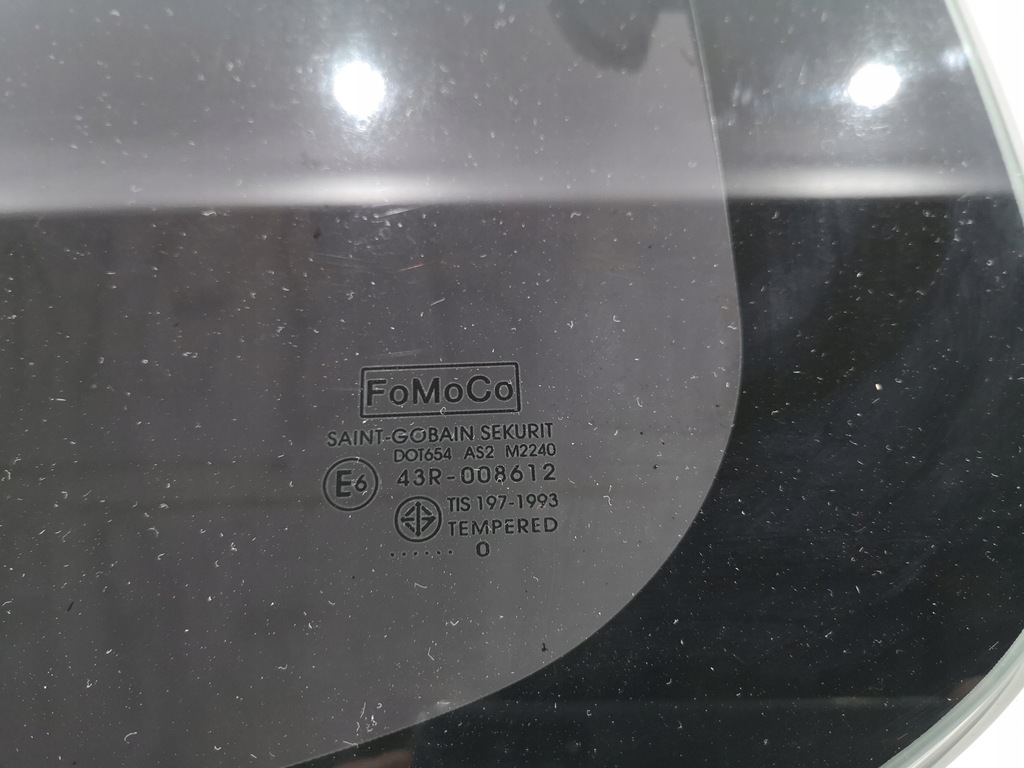 FoMoCo
SAINT-GOBAIN SEKURIT
DOT654 AS2 M2240
E6 43R-008612
TIS 197-1993
TEMPERED
...... 0